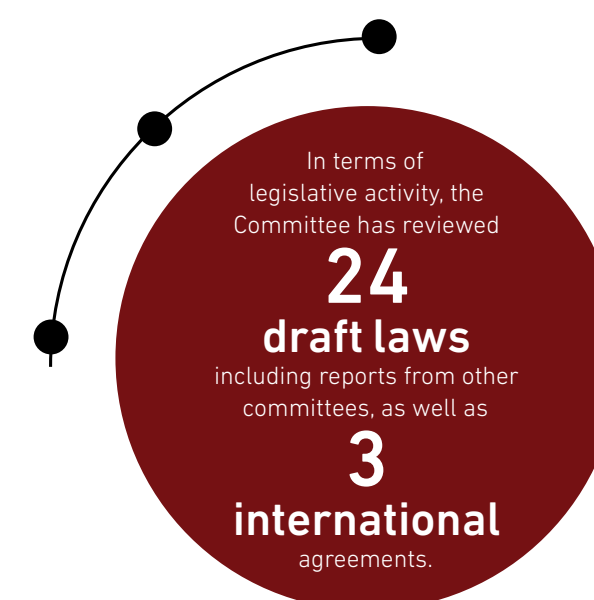 In terms of
legislative activity, the
Committee has reviewed
24
draft laws
including reports from other
committees, as well as
3
international
agreements.